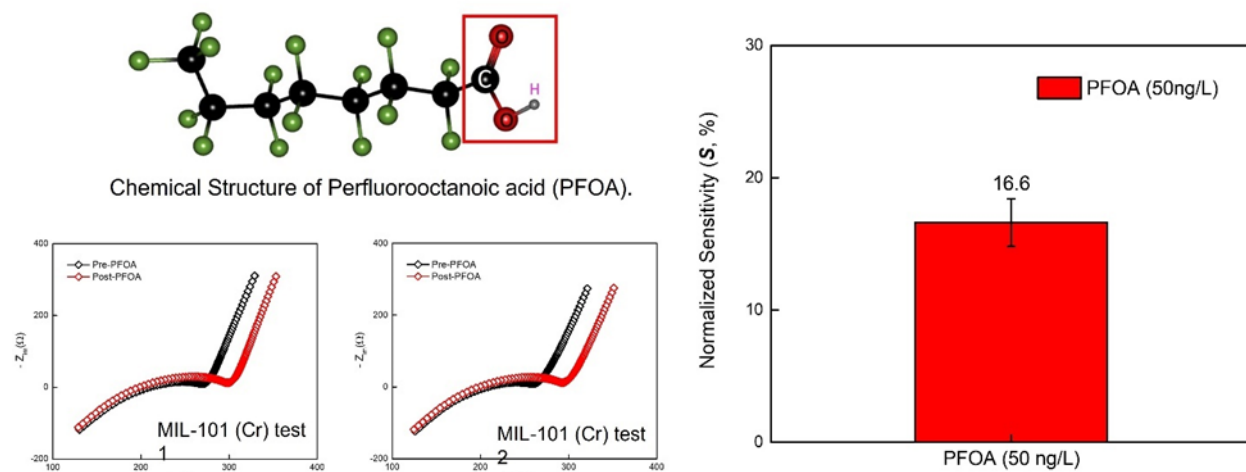 O
C
H
O
Chemical Structure of Perfluorooctanoic acid (PFOA).
400
Pre-PFOA
Post-PFOA
200
0
-200
100
200
300
400
MIL-101 (Cr) test
1
400
Pre-PFOA
Post-PFOA
200
0
-200
100
200
300
400
MIL-101 (Cr) test
2
Normalized Sensitivity (S, %)
30
20
10
0
PFOA (50ng/L)
16.6
PFOA (50 ng/L)